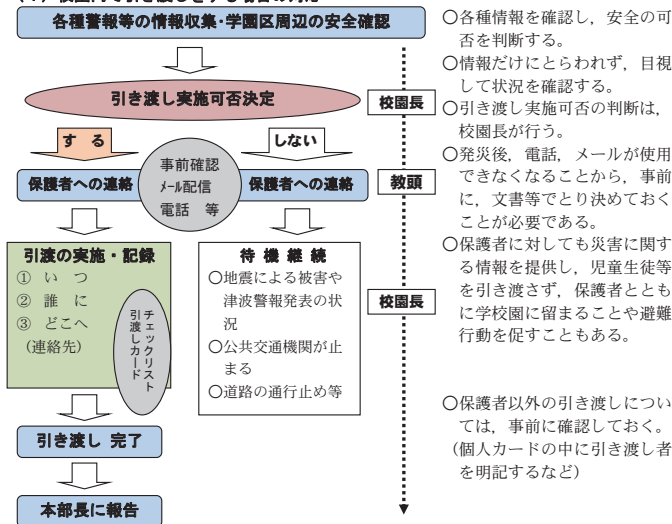 各種警報等の情報収集・学園区周辺の安全確認
引き渡し実施可否決定
校園長
す　る
しない
事前確認
メール配信
電話　等
保護者への連絡
保護者への連絡
教頭
引渡の実施・記録
①　い　つ
②　誰　に
③　どこへ
（連絡先）
チェックリスト
引渡しカード
待　機　継　続
○地震による被害や
津波警報発表の状
況
○公共交通機関が止
まる
○道路の通行止め等
校園長
引き渡し 完了
本部長に報告
○各種情報を確認し，安全の可
否を判断する。
○情報だけにとらわれず，目視
して状況を確認する。
○引き渡し実施可否の判断は，
校園長が行う。
○発災後，電話，メールが使用
できなくなることから，事前
に，文書等でとり決めておく
ことが必要である。
○保護者に対しても災害に関す
る情報を提供し，児童生徒等
を引き渡さず，保護者ととも
に学校園に留まることや避難
行動を促すこともある。
○保護者以外の引き渡しについ
ては，事前に確認しておく。
（個人カードの中に引き渡し者
を明記するなど）